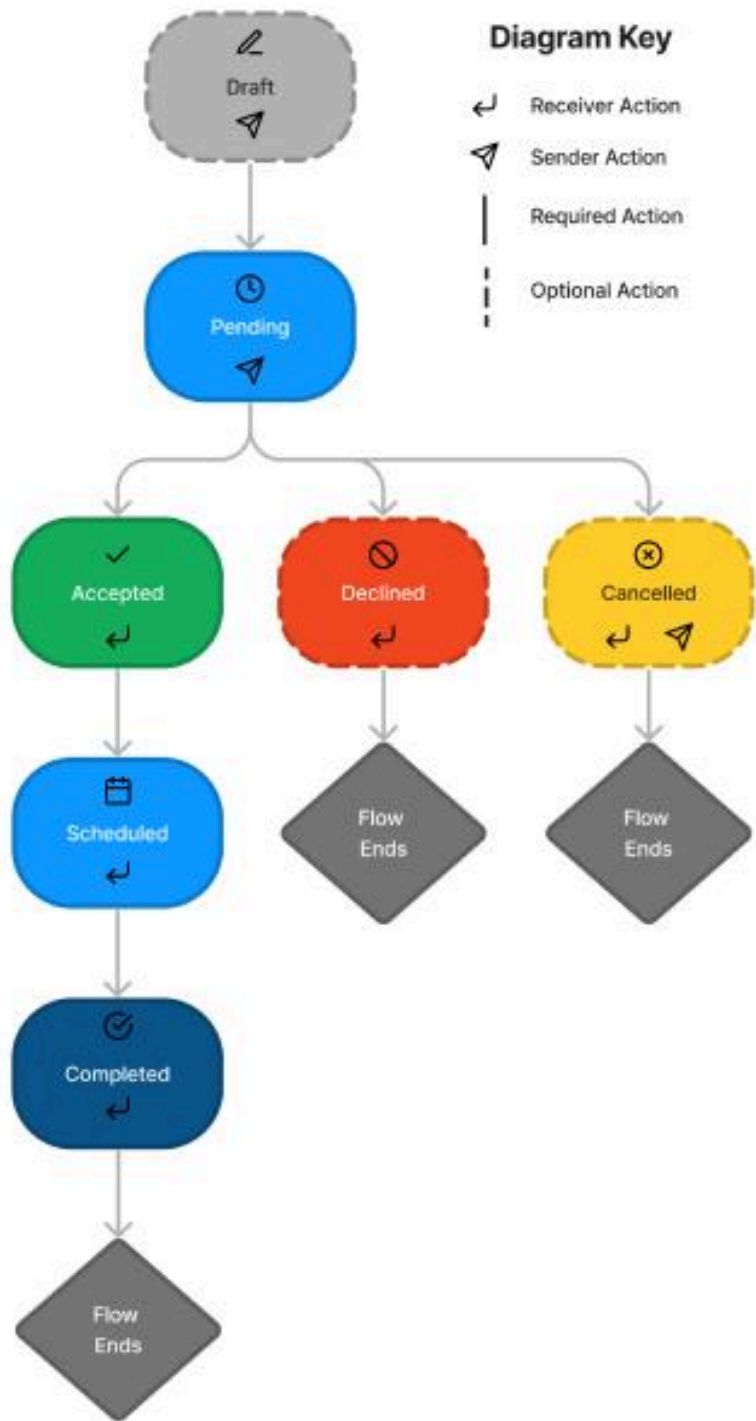 Draft
Diagram Key
Receiver Action
Sender Action
Required Action
Optional Action
Pending
Accepted
Declined
Cancelled
Scheduled
Flow
Ends
Flow
Ends
Completed
Flow
Ends